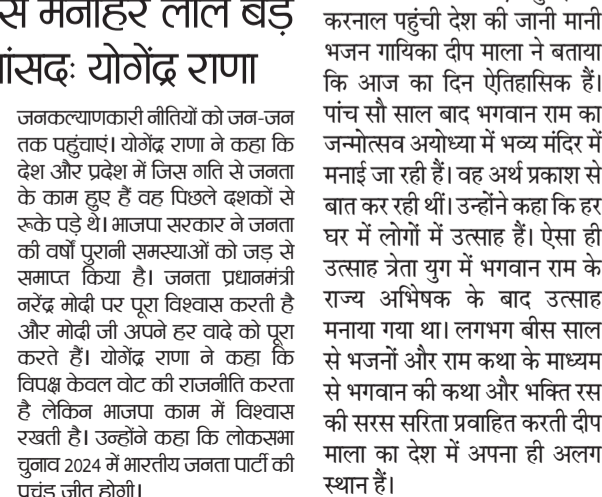 से मनोहर लाल बड़े
सांसदः योगेंद्र राणा
जनकल्याणकारी नीतियों को जन-जन
तक पहुंचाएं। योगेंद्र राणा ने कहा कि
देश और प्रदेश में जिस गति से जनता
के काम हुए हैं वह पिछले दशकों से
रूके पड़े थे। भाजपा सरकार ने जनता
की वर्षों पुरानी समस्याओं को जड़ से
समाप्त किया है। जनता प्रधानमंत्री
नरेंद्र मोदी पर पूरा विश्वास करती है
और मोदी जी अपने हर वादे को पूरा
करते हैं। योगेंद्र राणा ने कहा कि
विपक्ष केवल वोट की राजनीति करता
है लेकिन भाजपा काम में विश्वास
रखती है। उन्होंने कहा कि लोकसभा
चुनाव 2024 में भारतीय जनता पार्टी की
प्रचंड जीत होगी।
करनाल पहुंची देश की जानी मानी
भजन गायिका दीप माला ने बताया
कि आज का दिन ऐतिहासिक हैं।
पांच सौ साल बाद भगवान राम का
जन्मोत्सव अयोध्या में भव्य मंदिर में
मनाई जा रही हैं। वह अर्थ प्रकाश से
बात कर रही थीं। उन्होंने कहा कि हर
घर में लोगों में उत्साह हैं। ऐसा ही
उत्साह त्रेता युग में भगवान राम के
राज्य अभिषेक के बाद उत्साह
मनाया गया था। लगभग बीस साल
से भजनों और राम कथा के माध्यम
से भगवान की कथा और भक्ति रस
की सरस सरिता प्रवाहित करती दीप
माला का देश में अपना ही अलग
स्थान हैं।